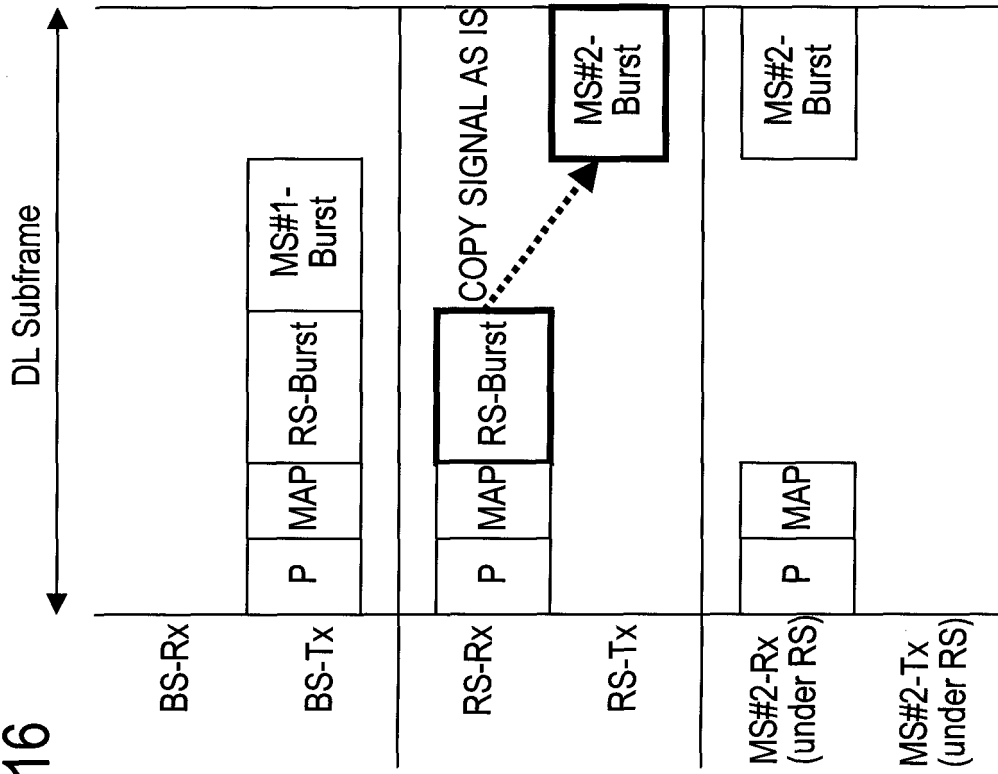 16
DL Subframe
BS-Rx
BS-Tx
P
MAP
RS-Burst
MS#1-
Burst
RS-Rx
P
MAP
RS-Burst
COPY SIGNAL AS IS
RS-Tx
MS#2-
Burst
MS#2-Rx
(under RS)
P
MAP
MS#2-
Burst
MS#2-Tx
(under RS)